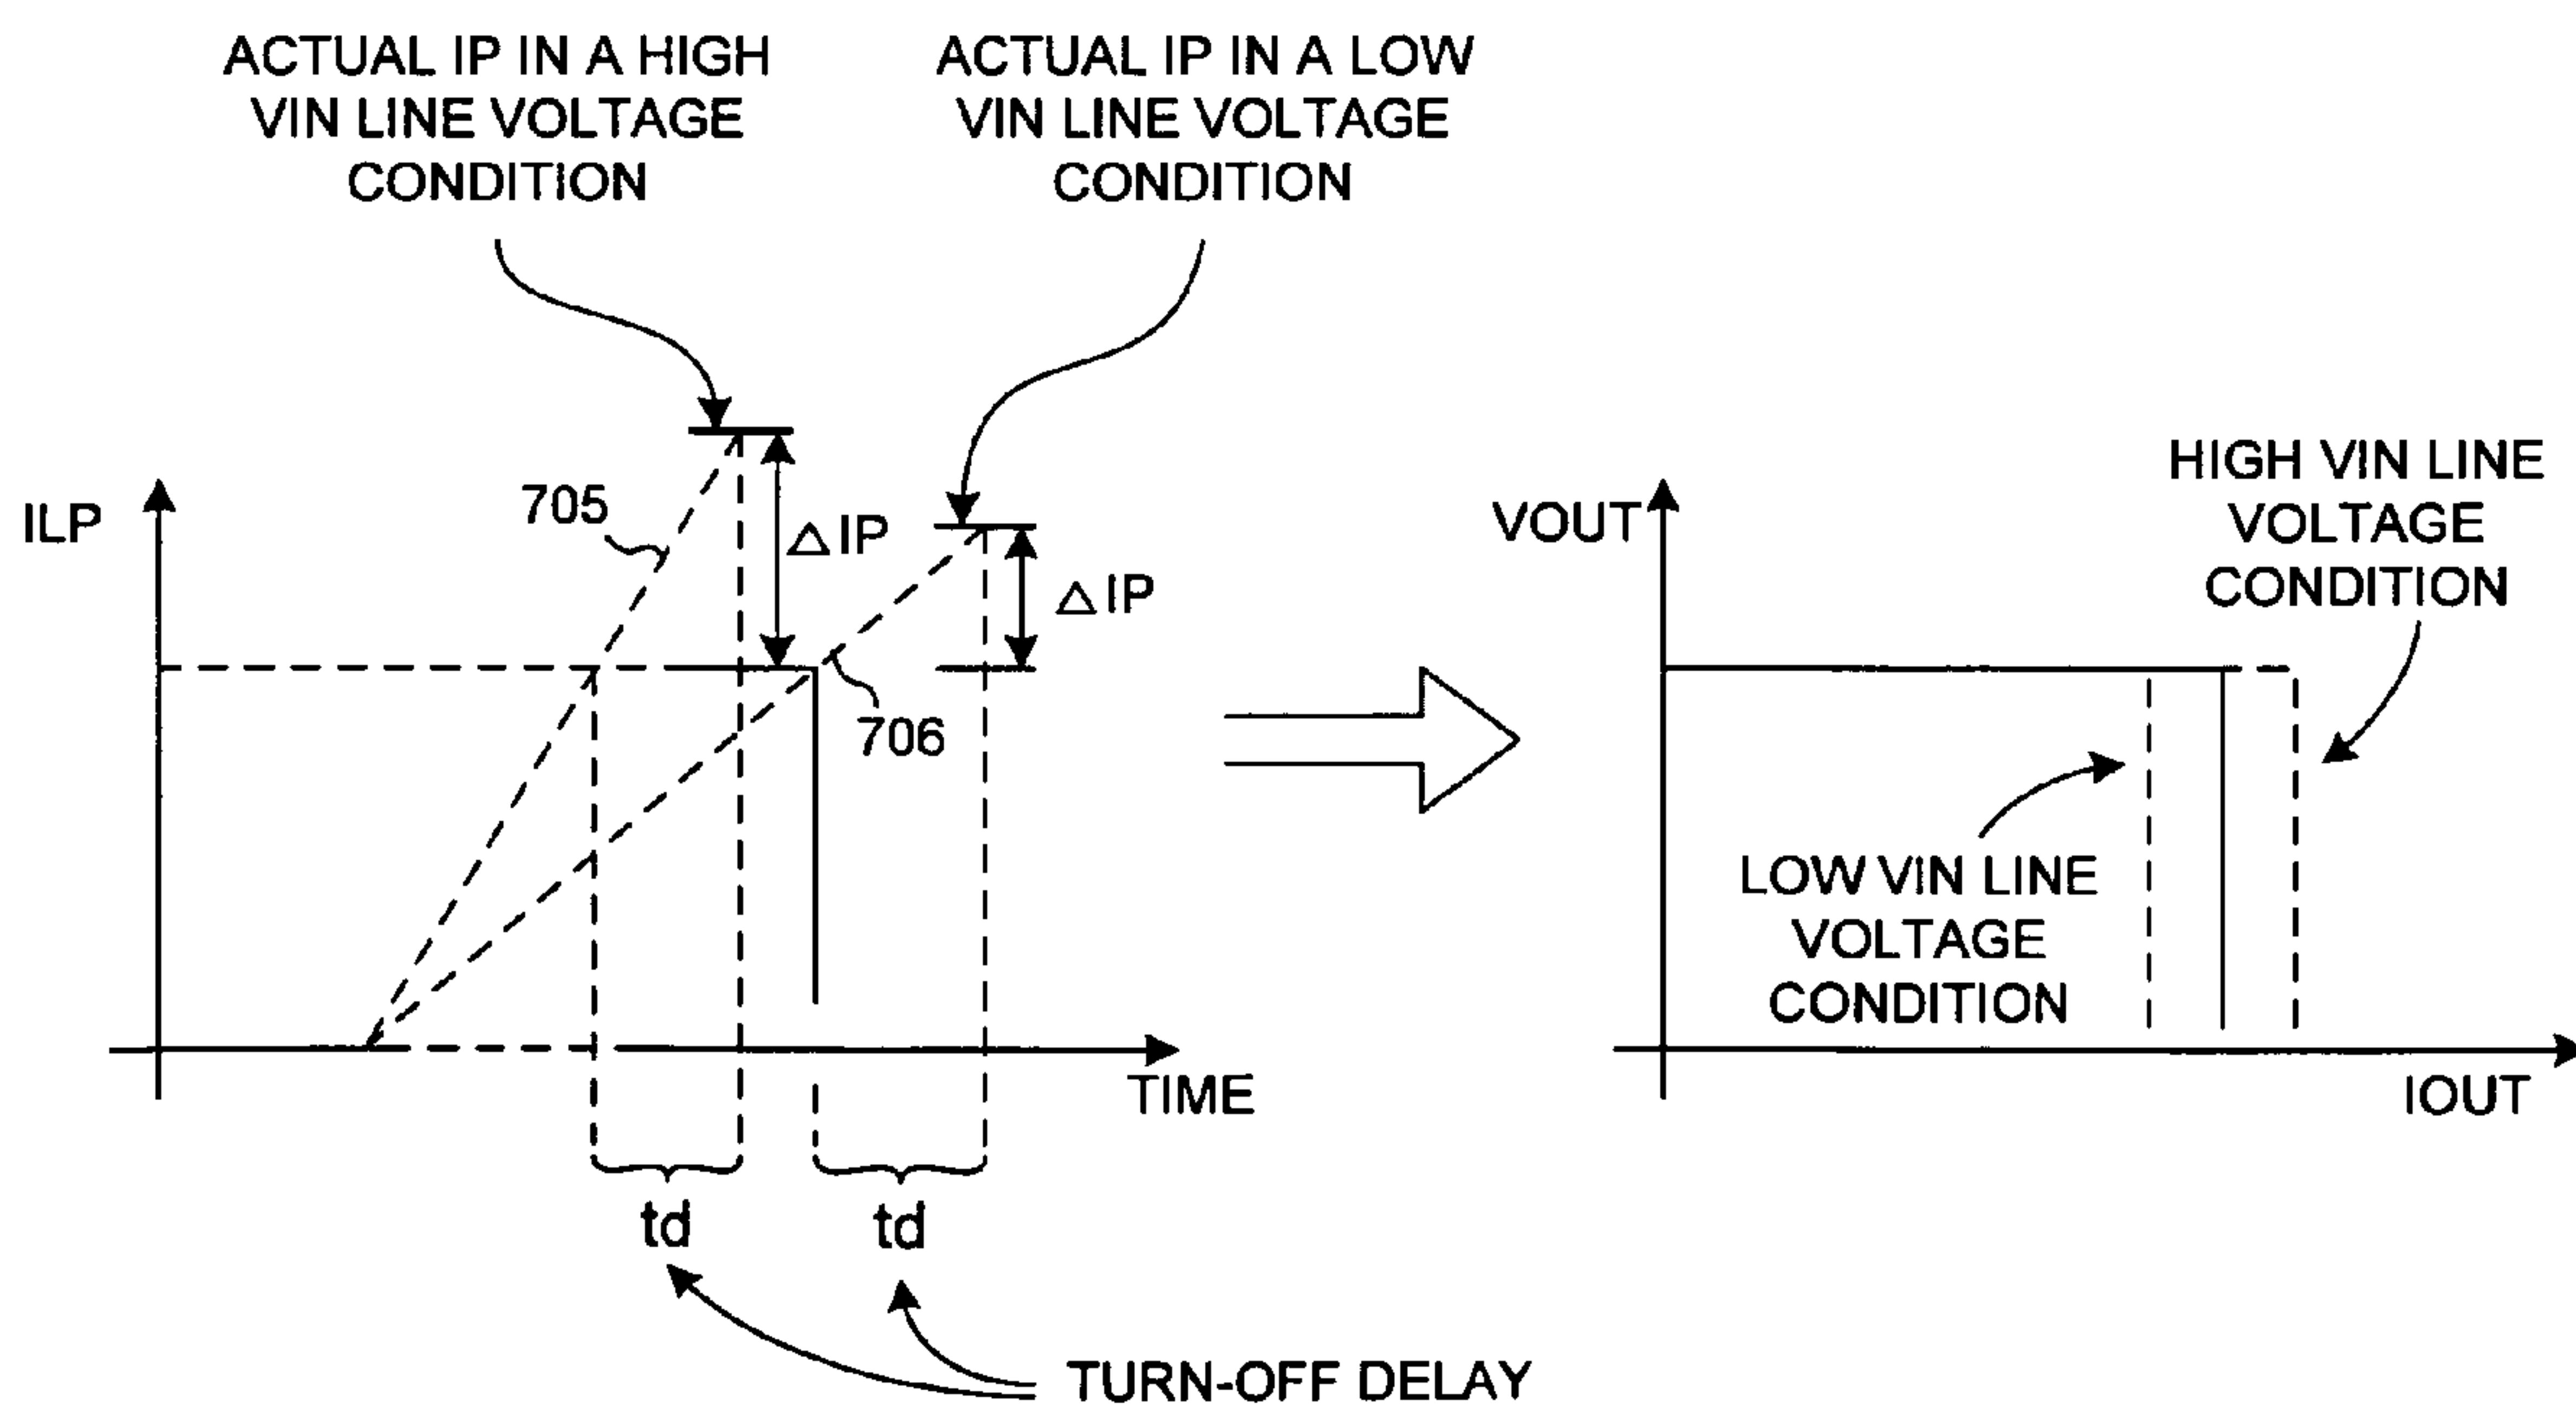 ACTUAL IP IN A HIGH
VIN LINE VOLTAGE
CONDITION
ACTUAL IP IN A LOW
VIN LINE VOLTAGE
CONDITION
ILP
705
△IP
△IP
706
TIME
td
td
TURN-OFF DELAY
VOUT
HIGH VIN LINE
VOLTAGE
CONDITION
LOW VIN LINE
VOLTAGE
CONDITION
IOUT